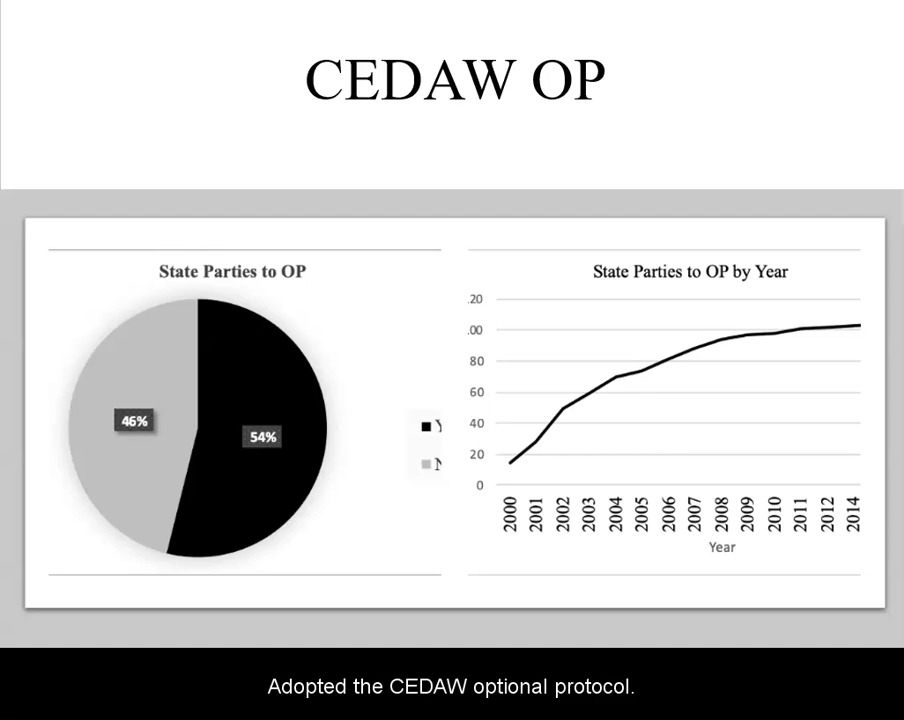 CEDAW OP
State Parties to OP
46%
54%
Y
N
State Parties to OP by Year
20
00
80
60
40
20
0
2000 2001 2002 2003 2004 2005 2006 2007 2008 2009 2010 2011 2012 2014
Year
Adopted the CEDAW optional protocol.